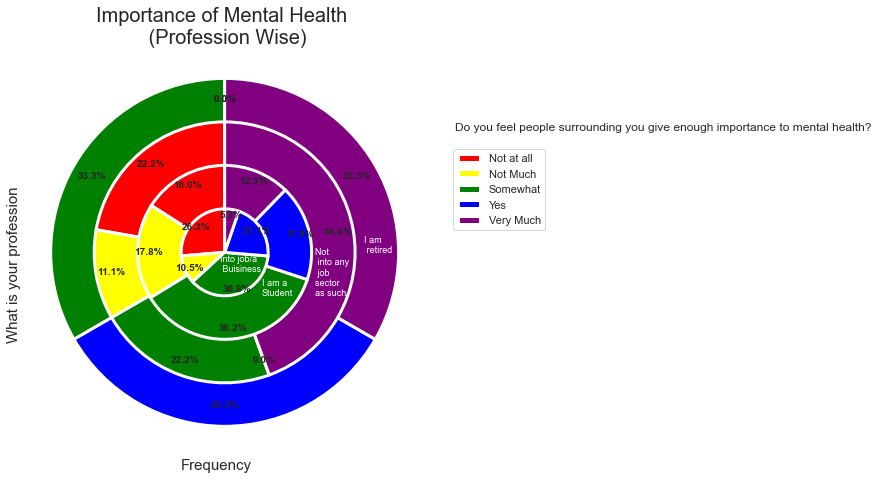 Importance of Mental Health
(Profession Wise)
Do you feel people surrounding you give enough importance to mental health?
Not at all
Not Much
Somewhat
Yes
Very Much
What is your profession
Frequency
0.0%
33.3%
33.3%
22.2%
16.0%
12.3%
26.3%
44.4%
I am
retired
17.8%
10.5%
11.1%
Into job/a
Buisiness
Not
into any
job
sector
as such
I am a
Student
36.8%
36.2%
22.2%
0.0%